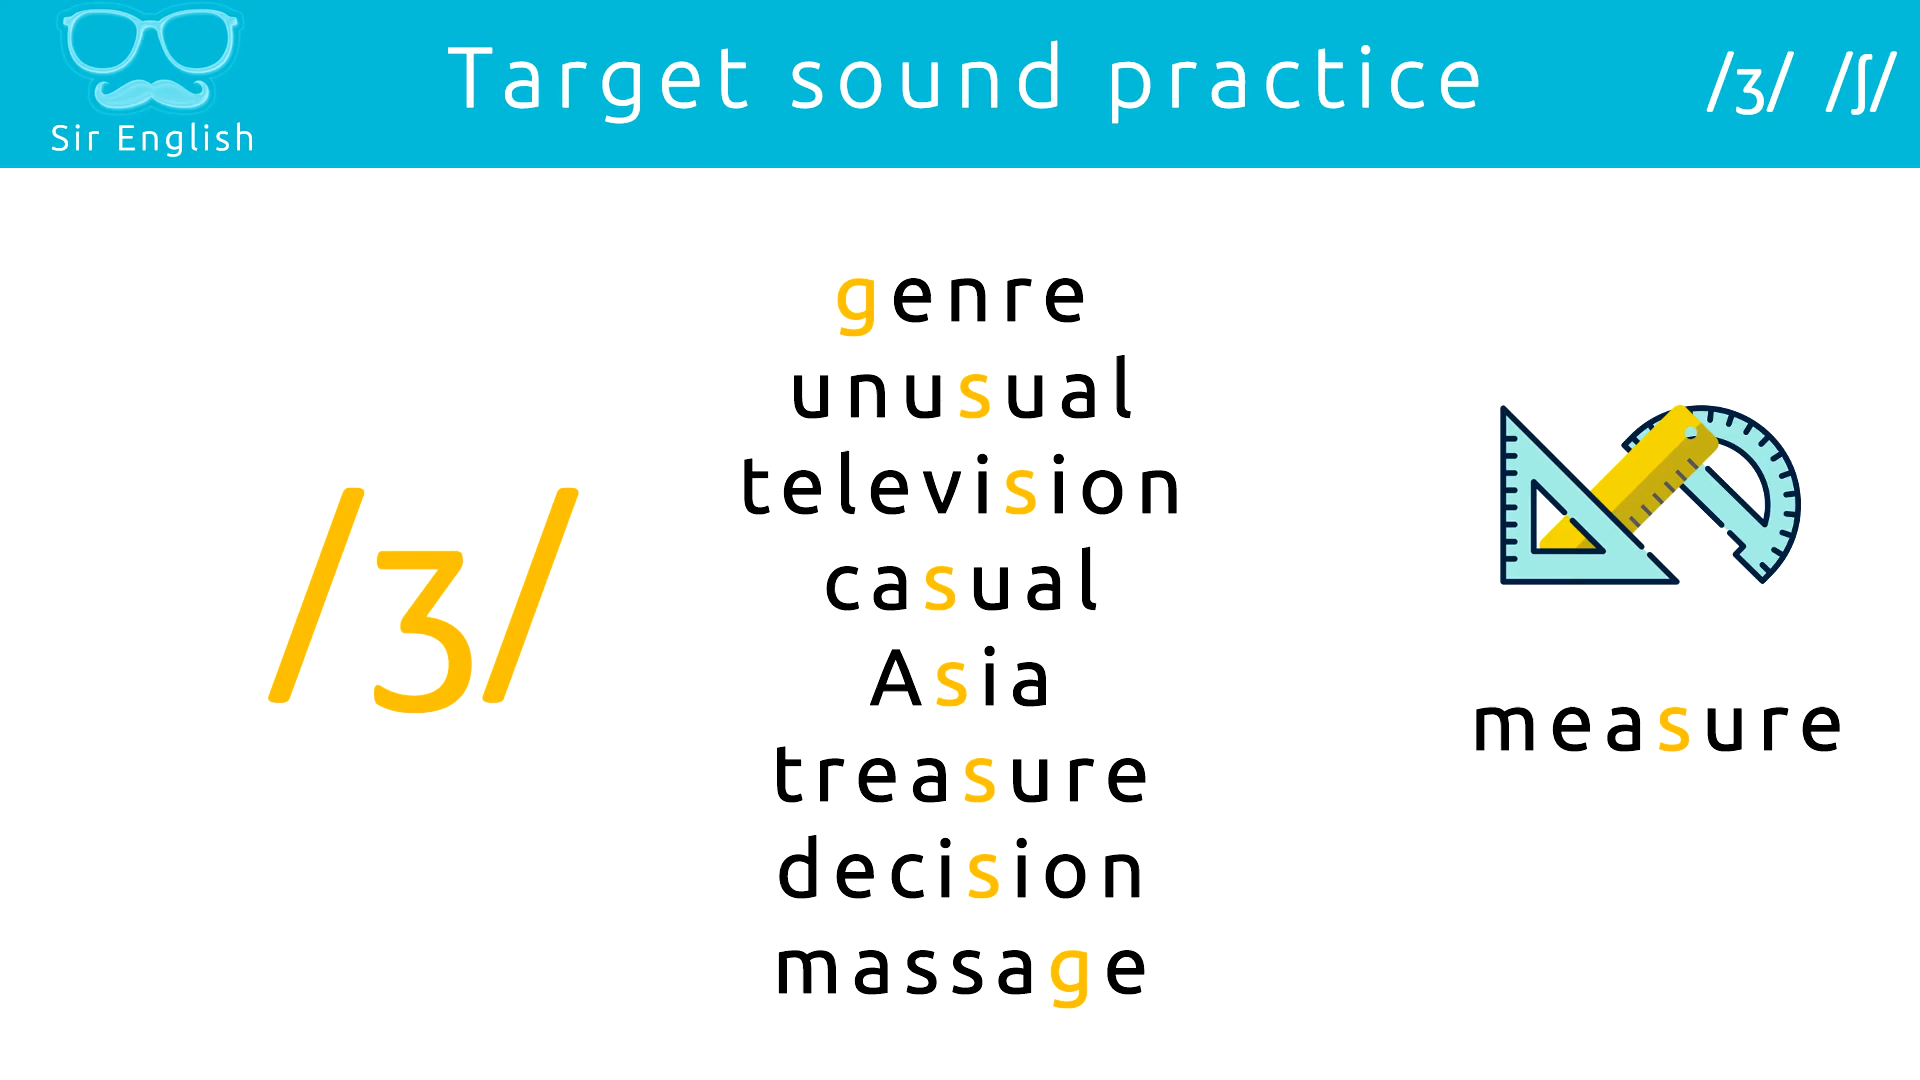 Sir English
Target sound practice
/ʒ/ /ʃ/
/ʒ/
genre
unusual
television
casual
Asia
treasure
decision
massage
measure